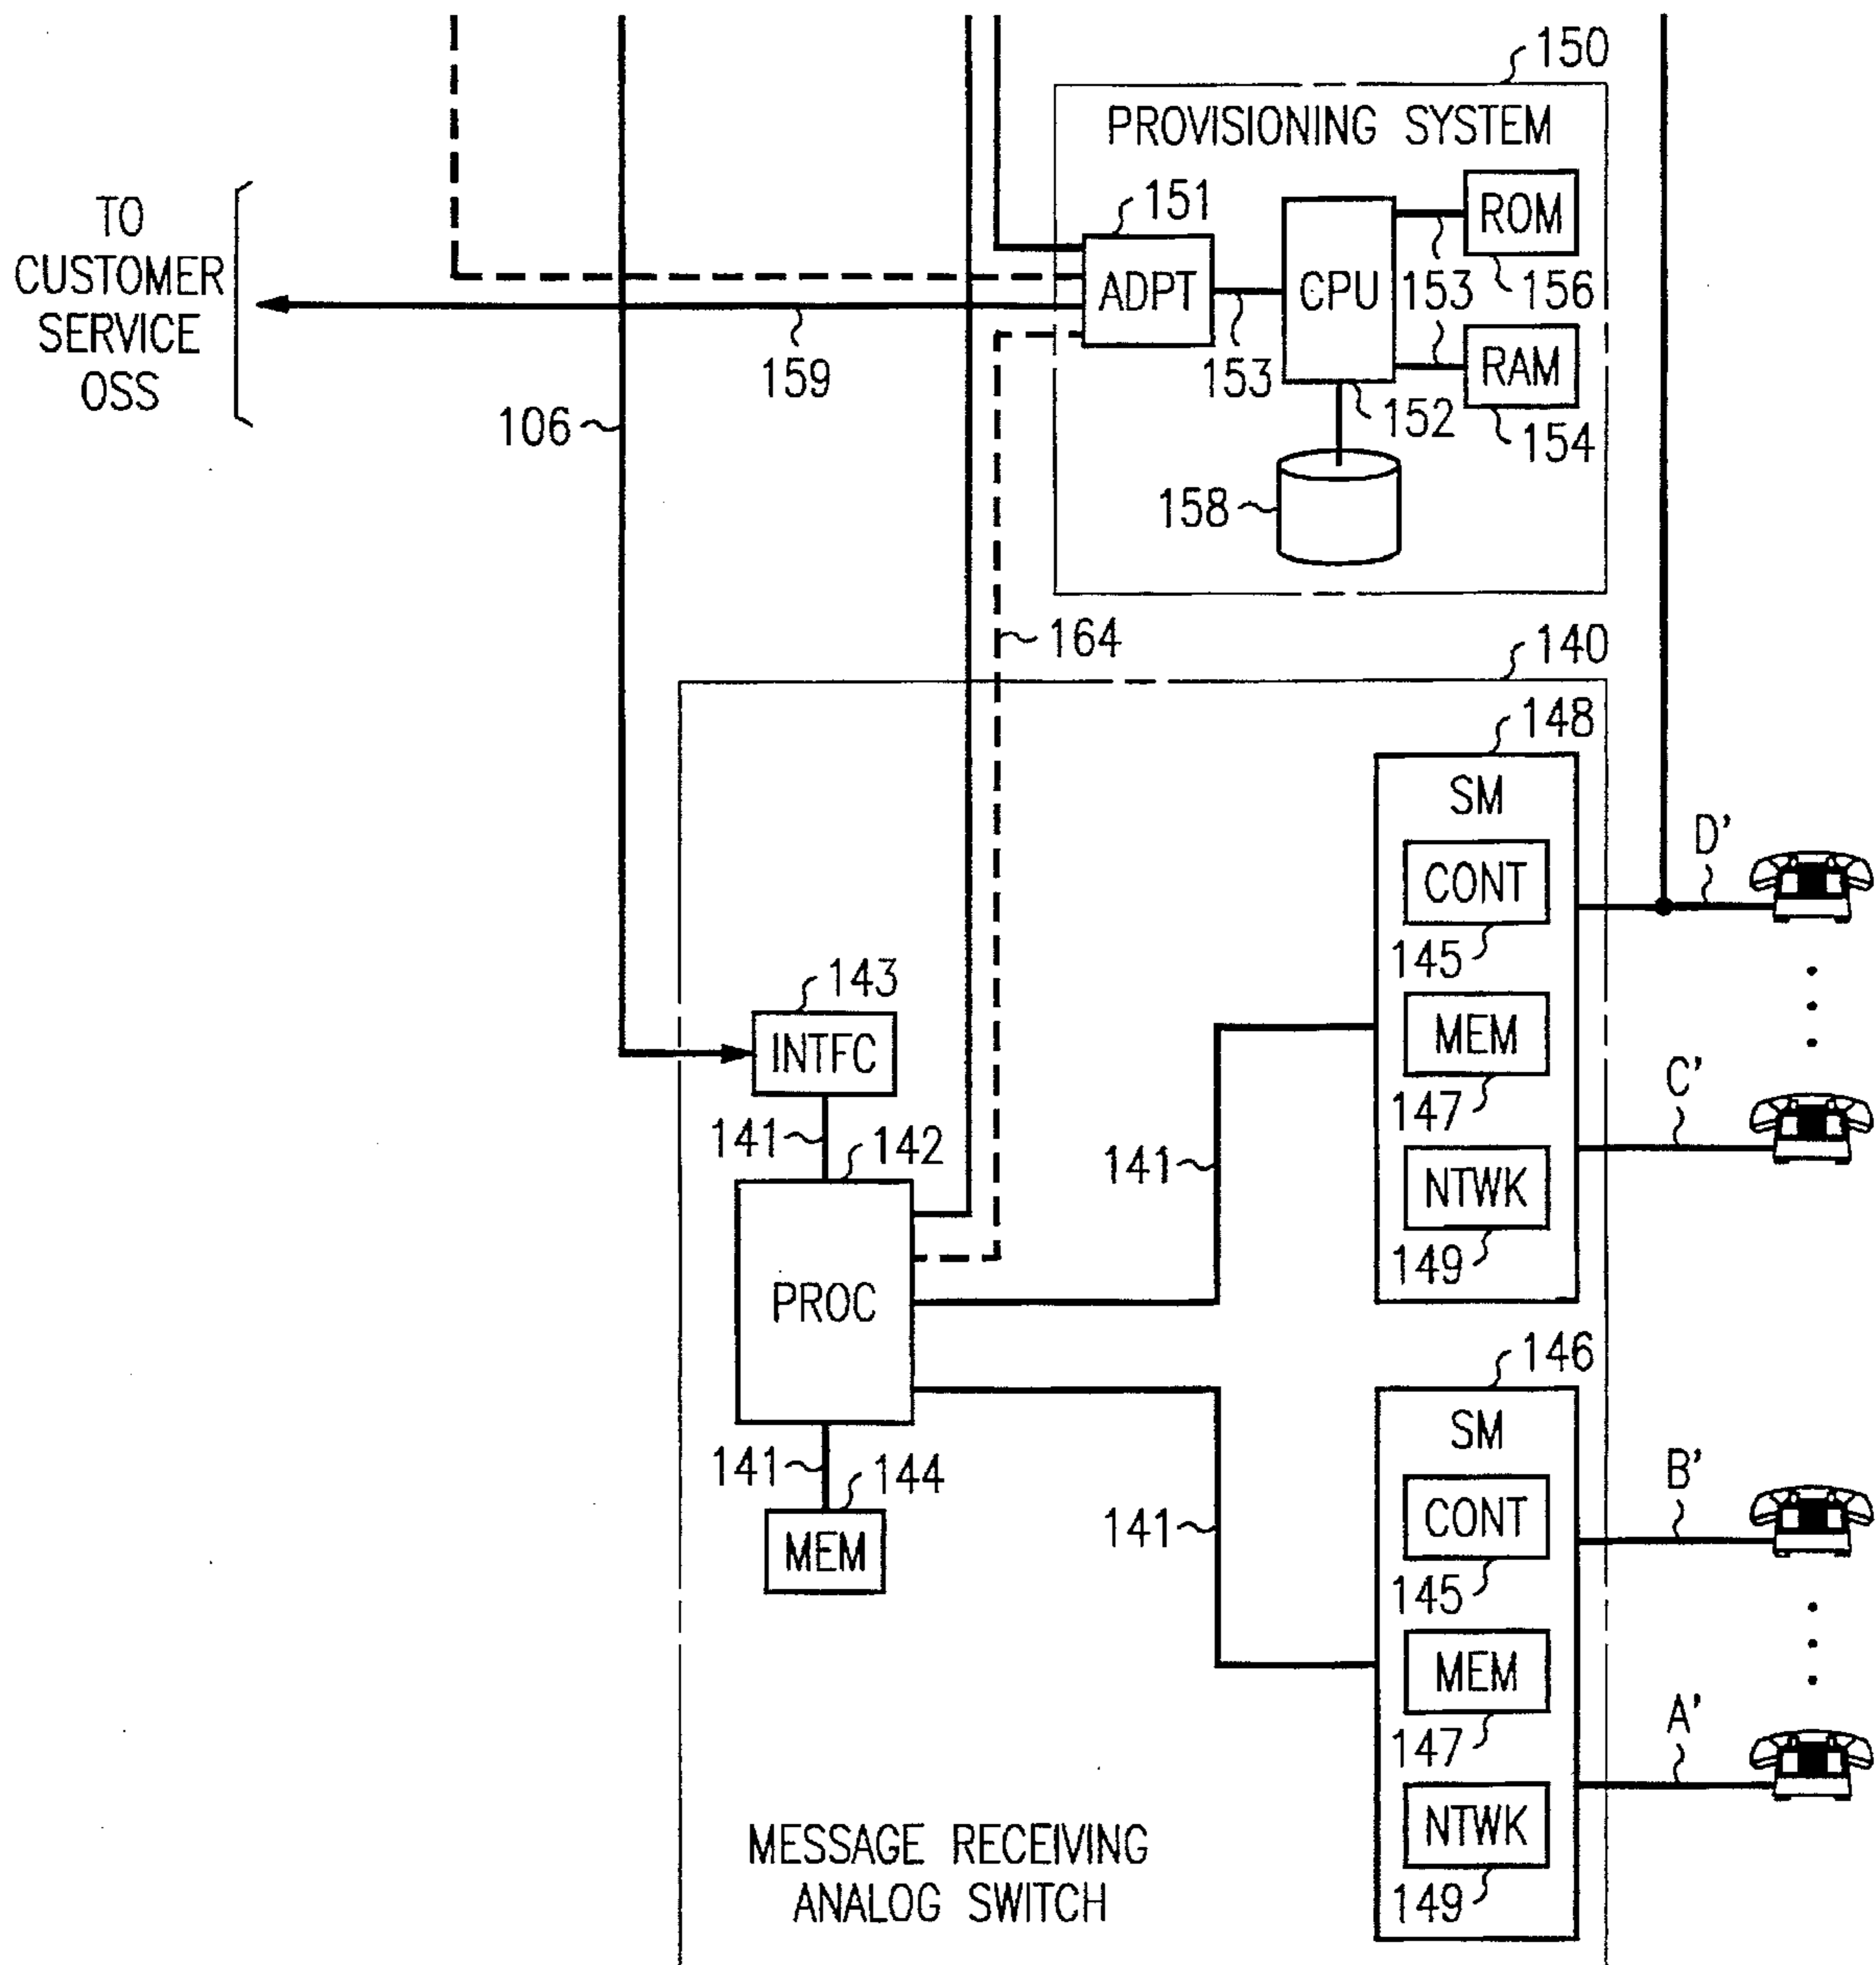 150
PROVISIONING SYSTEM
TO
CUSTOMER
SERVICE
OSS
151
ADPT
CPU
ROM
153
153
156
RAM
159
153
152
154
106
158
164
140
148
SM
CONT
145
D'
143
INTFC
MEM
147
C'
141
142
141
NTWK
149
PROC
146
SM
141
144
141
CONT
145
B'
MEM
MEM
147
A'
NTWK
149
MESSAGE RECEIVING
ANALOG SWITCH